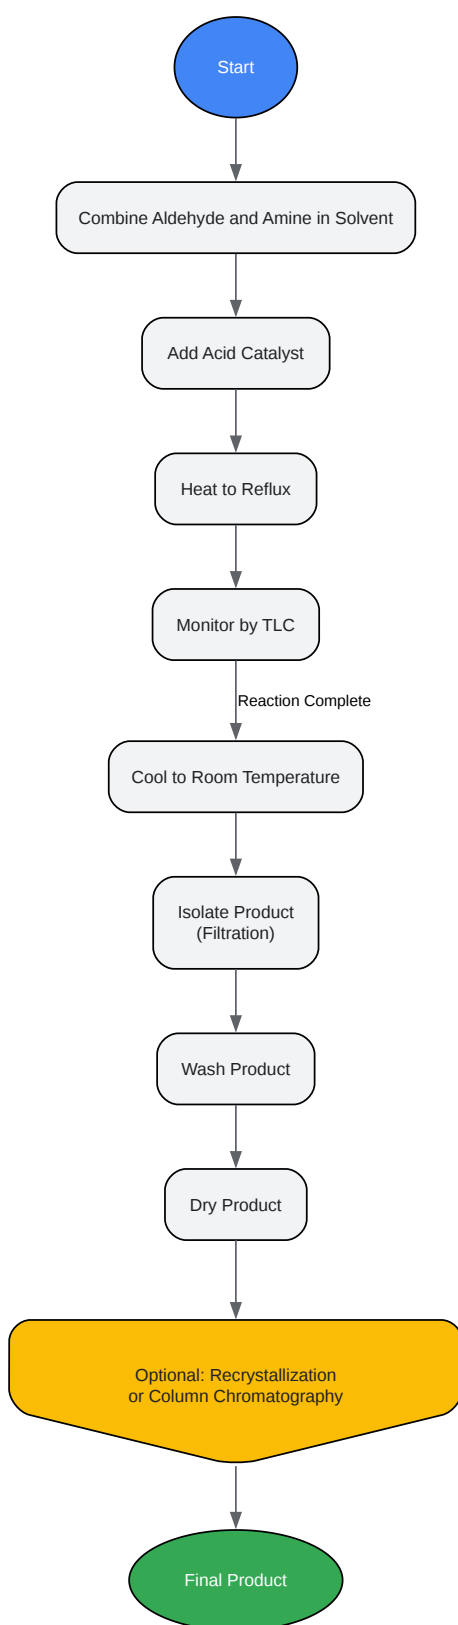 Start
Combine Aldehyde and Amine in Solvent
Add Acid Catalyst
Heat to Reflux
Monitor by TLC
Reaction Complete
Cool to Room Temperature
Isolate Product
(Filtration)
Wash Product
Dry Product
Optional: Recrystallization
or Column Chromatography
Final Product